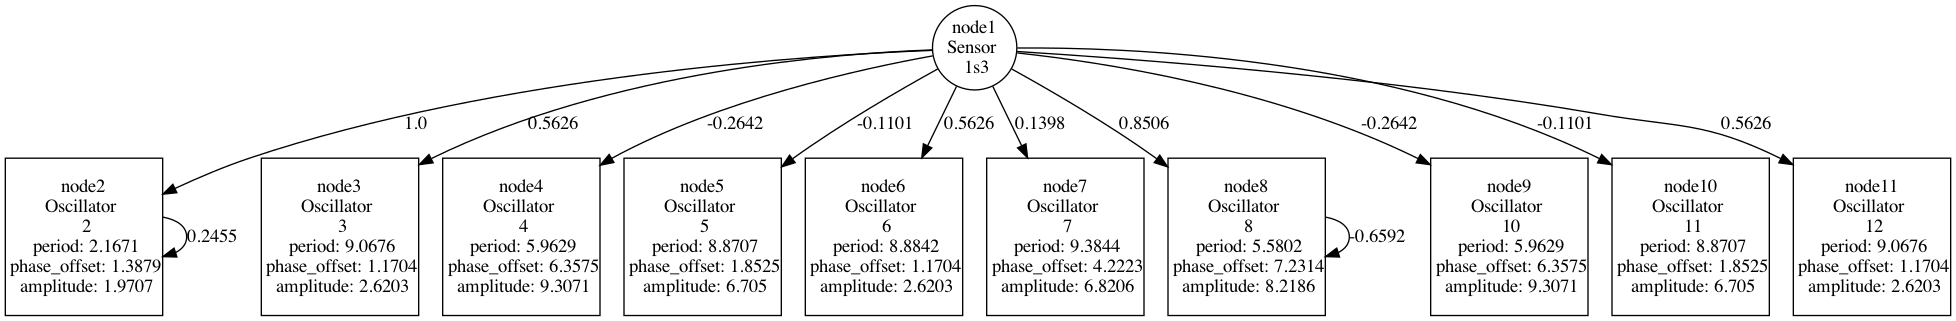 node1
Sensor
1s3
1.0
0.5626
-0.2642
-0.1101
0.5626
0.1398
0.8506
-0.2642
-0.1101
0.5626
node2
Oscillator
2
period: 2.1671
phase_offset: 1.3879
amplitude: 1.9707
0.2455
node3
Oscillator
3
period: 9.0676
phase_offset: 1.1704
amplitude: 2.6203
node4
Oscillator
4
period: 5.9629
phase_offset: 6.3575
amplitude: 9.3071
node5
Oscillator
5
period: 8.8707
phase_offset: 1.8525
amplitude: 6.705
node6
Oscillator
6
period: 8.8842
phase_offset: 1.1704
amplitude: 2.6203
node7
Oscillator
7
period: 9.3844
phase_offset: 4.2223
amplitude: 6.8206
node8
Oscillator
8
period: 5.5802
phase_offset: 7.2314
amplitude: 8.2186
-0.6592
node9
Oscillator
10
period: 5.9629
phase_offset: 6.3575
amplitude: 9.3071
node10
Oscillator
11
period: 8.8707
phase_offset: 1.8525
amplitude: 6.705
node11
Oscillator
12
period: 9.0676
phase_offset: 1.1704
amplitude: 2.6203